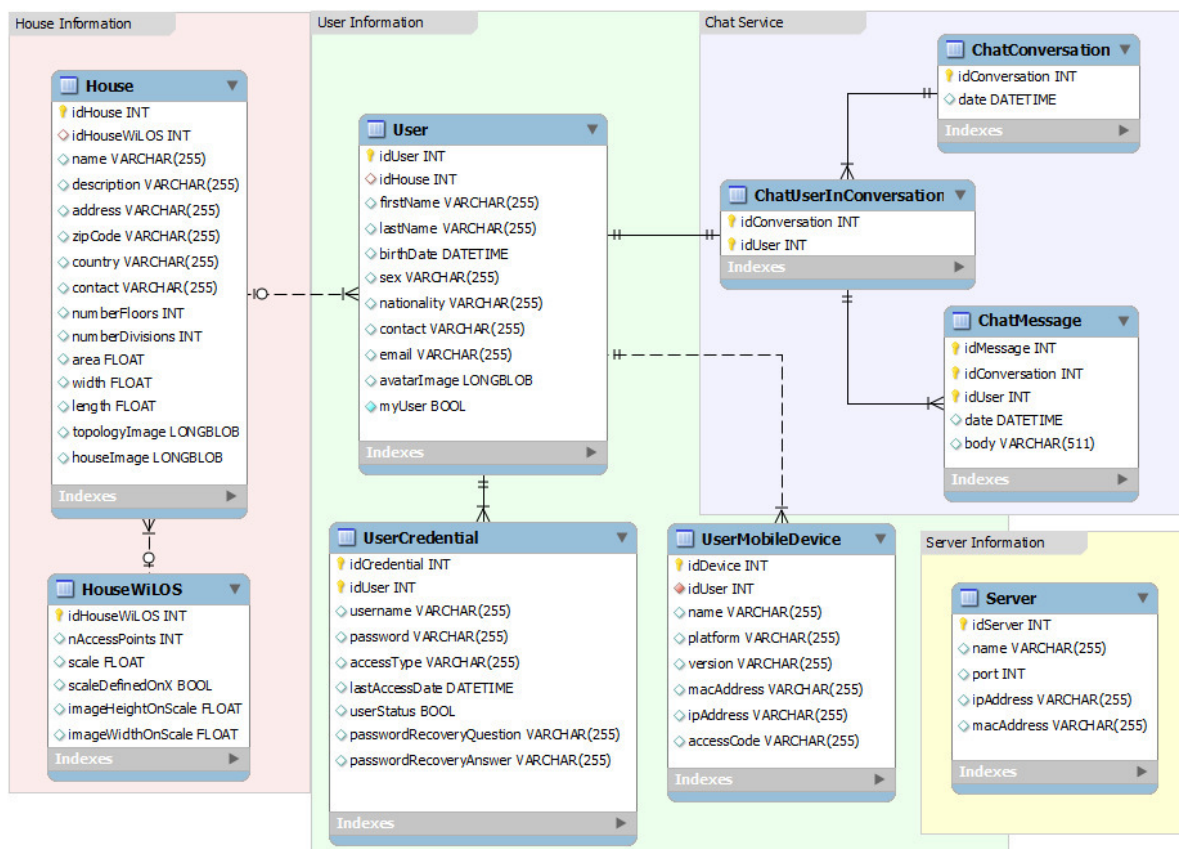 House Information
House
idHouse INT
idHouseWiLOS INT
name VARCHAR(255)
description VARCHAR(255)
address VARCHAR(255)
zipCode VARCHAR(255)
country VARCHAR(255)
contact VARCHAR(255)
numberFloors INT
numberDivisions INT
area FLOAT
width FLOAT
length FLOAT
topologyImage LONGBLOB
houseImage LONGBLOB
Indexes
HouseWiLOS
idHouseWiLOS INT
nAccessPoints INT
scale FLOAT
scaleDefinedOnX BOOL
imageHeightOnScale FLOAT
imageWidthOnScale FLOAT
Indexes
User Information
User
idUser INT
idHouse INT
firstName VARCHAR(255)
lastName VARCHAR(255)
birthDate DATETIME
sex VARCHAR(255)
nationality VARCHAR(255)
contact VARCHAR(255)
email VARCHAR(255)
avatarImage LONGBLOB
myUser BOOL
Indexes
UserCredential
idCredential INT
idUser INT
username VARCHAR(255)
password VARCHAR(255)
accessType VARCHAR(255)
lastAccessDate DATETIME
userStatus BOOL
passwordRecoveryQuestion VARCHAR(255)
passwordRecoveryAnswer VARCHAR(255)
Indexes
UserMobileDevice
idDevice INT
idUser INT
name VARCHAR(255)
platform VARCHAR(255)
version VARCHAR(255)
macAddress VARCHAR(255)
ipAddress VARCHAR(255)
accessCode VARCHAR(255)
Indexes
Chat Service
ChatConversation
idConversation INT
date DATETIME
Indexes
ChatUserInConversation
idConversation INT
idUser INT
Indexes
ChatMessage
idMessage INT
idConversation INT
idUser INT
date DATETIME
body VARCHAR(511)
Indexes
Server Information
Server
idServer INT
name VARCHAR(255)
port INT
ipAddress VARCHAR(255)
macAddress VARCHAR(255)
Indexes